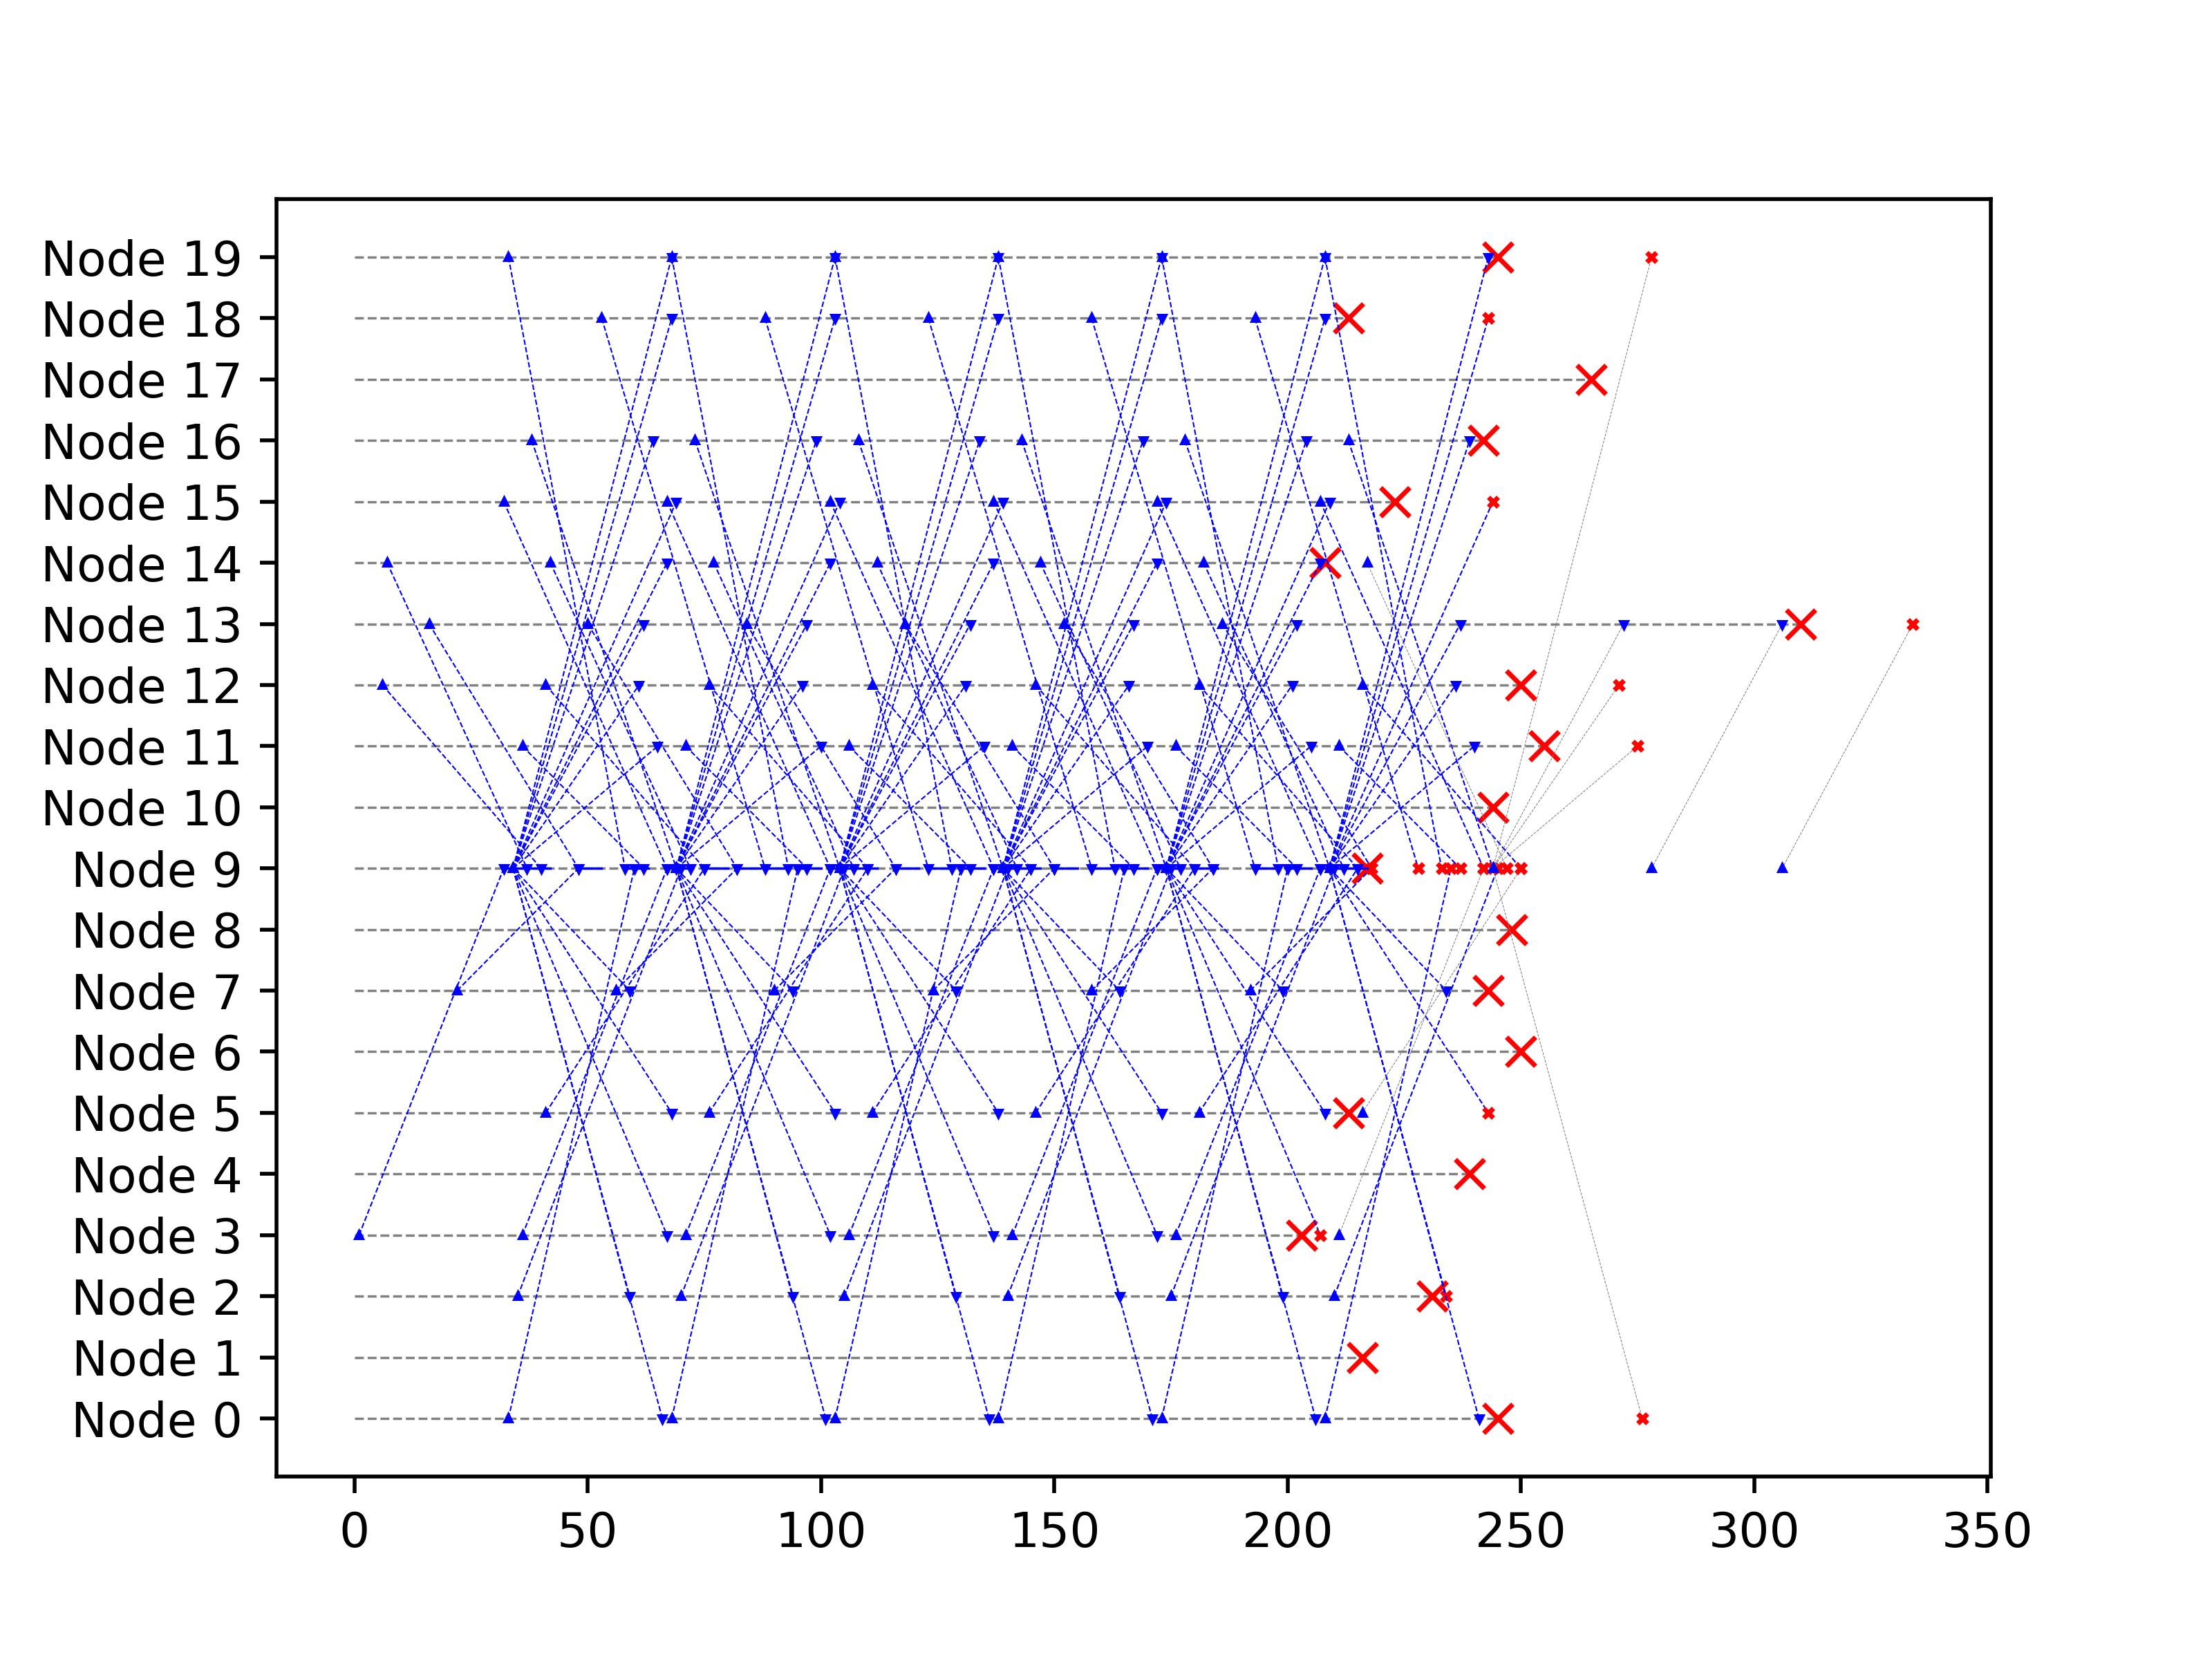 Node 19
Node 18
Node 17
Node 16
Node 15
Node 14
Node 13
Node 12
Node 11
Node 10
Node 9
Node 8
Node 7
Node 6
Node 5
Node 4
Node 3
Node 2
Node 1
Node 0
0 50 100 150 200 250 300 350